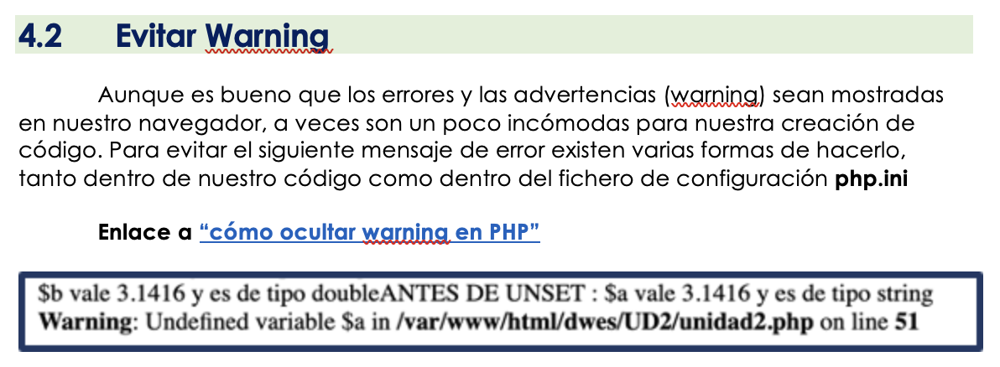 4.2 Evitar Warning
Aunque es bueno que los errores y las advertencias (warning) sean mostradas
en nuestro navegador, a veces son un poco incómodas para nuestra creación de
código. Para evitar el siguiente mensaje de error existen varias formas de hacerlo,
tanto dentro de nuestro código como dentro del fichero de configuración php.ini
Enlace a “cómo ocultar warning en PHP”
$b vale 3.1416 y es de tipo doubleANTES DE UNSET : $a vale 3.1416 y es de tipo string
Warning: Undefined variable $a in /var/www/html/dwes/UD2/unidad2.php on line 51